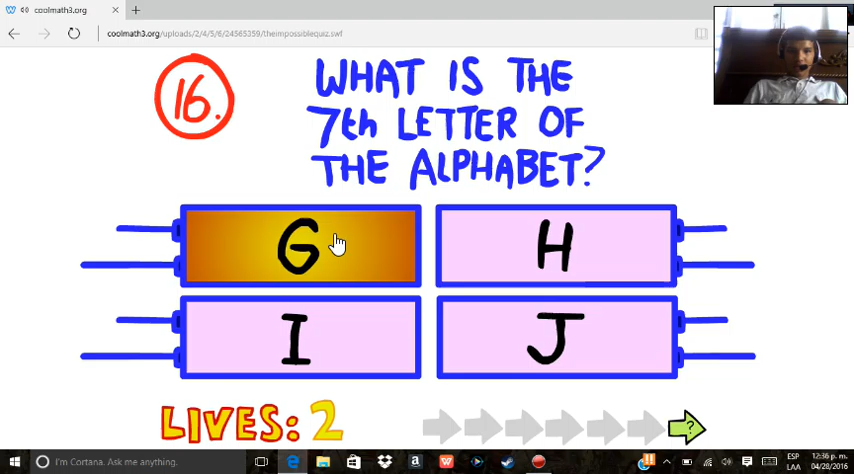 coolmath3.org
coolmath3.org/uploads/2/4/5/6/24565359/theimpossiblequiz.swf
16.
WHAT IS THE
7th LETTER OF
THE ALPHABET?
G
H
I
J
LIVES: 2
?
I'm Cortana. Ask me anything.
ESP
LAA
12:36 p. m.
04/28/2016